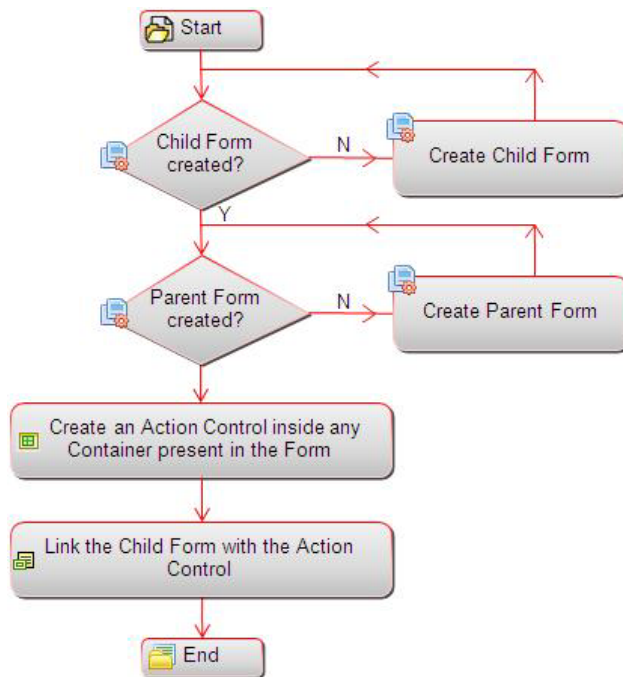 Start
Child Form
created?
N
Create Child Form
Y
Parent Form
created?
N
Create Parent Form
Create an Action Control inside any
Container present in the Form
Link the Child Form with the Action
Control
End